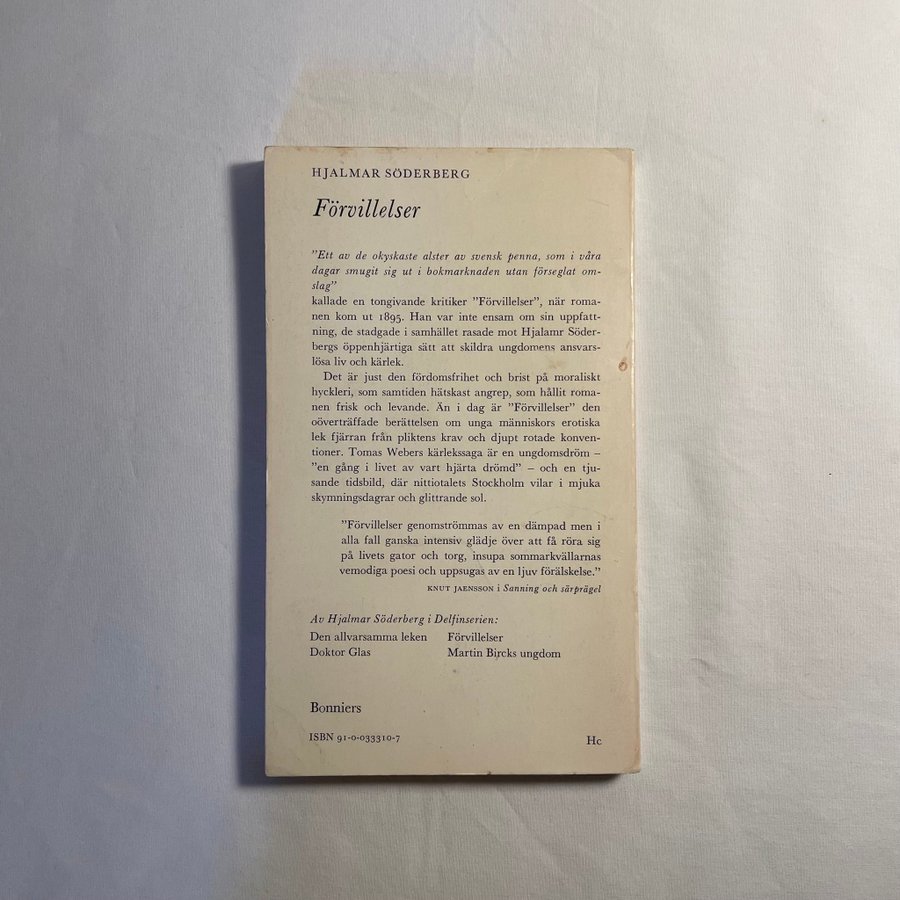 HJALMAR SÖDERBERG
Förvillelser
"Ett av de okyskaste alster av svensk penna, som i våra
dagar smugit sig ut i bokmarknaden utan förseglat om-
slag"
kallade en tongivande kritiker "Förvillelser", när roma-
nen kom ut 1895. Han var inte ensam om sin uppfatt-
ning, de stadgade i samhället rasade mot Hjalamr Söder-
bergs öppenhjärtiga sätt att skildra ungdomens ansvars-
lösa liv och kärlek.
Det är just den fördomsfrihet och brist på moraliskt
hyckleri, som samtiden hätskast angrep, som hållit roma-
nen frisk och levande. Än i dag är "Förvillelser" den
oöverträffade berättelsen om unga människors erotiska
lek fjärran från pliktens krav och djupt rotade konven-
tioner. Tomas Webers kärlekssaga är en ungdomsdröm –
"en gång i livet av vart hjärta drömd" – och en tju-
sande tidsbild, där nittiotalets Stockholm vilar i mjuka
skymningsdagrar och glittrande sol.
"Förvillelser genomströmmas av en dämpad men i
alla fall ganska intensiv glädje över att få röra sig
på livets gator och torg, insupa sommarkvällarnas
vemodiga poesi och uppsugas av en ljuv förälskelse."
KNUT JAENSSON i Sanning och särprägel
Av Hjalmar Söderberg i Delfinserien:
Den allvarsamma leken Förvillelser
Doktor Glas Martin Bircks ungdom
Bonniers
ISBN 91-0-033310-7 Hc